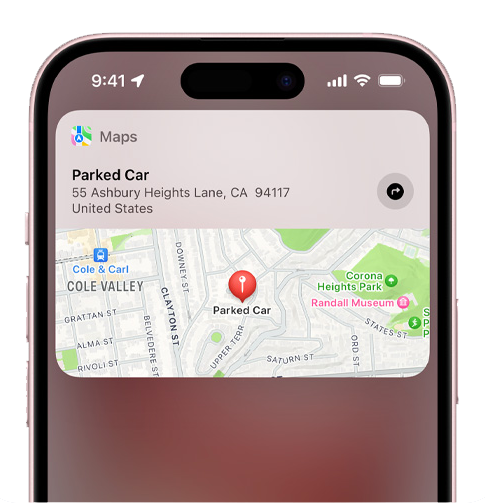 9:41
Maps
Parked Car
55 Ashbury Heights Lane, CA 94117
United States
Cole & Carl
COLE VALLEY
DOWNEY ST
CLAYTON ST
Parked Car
Corona
Heights Park
Randall Museum
GRATTAN ST
ALMA ST
RIVOLI ST
BELVEDERE ST
UPPER TERR
SATURN ST
ORD ST
STATES ST
S
P
P